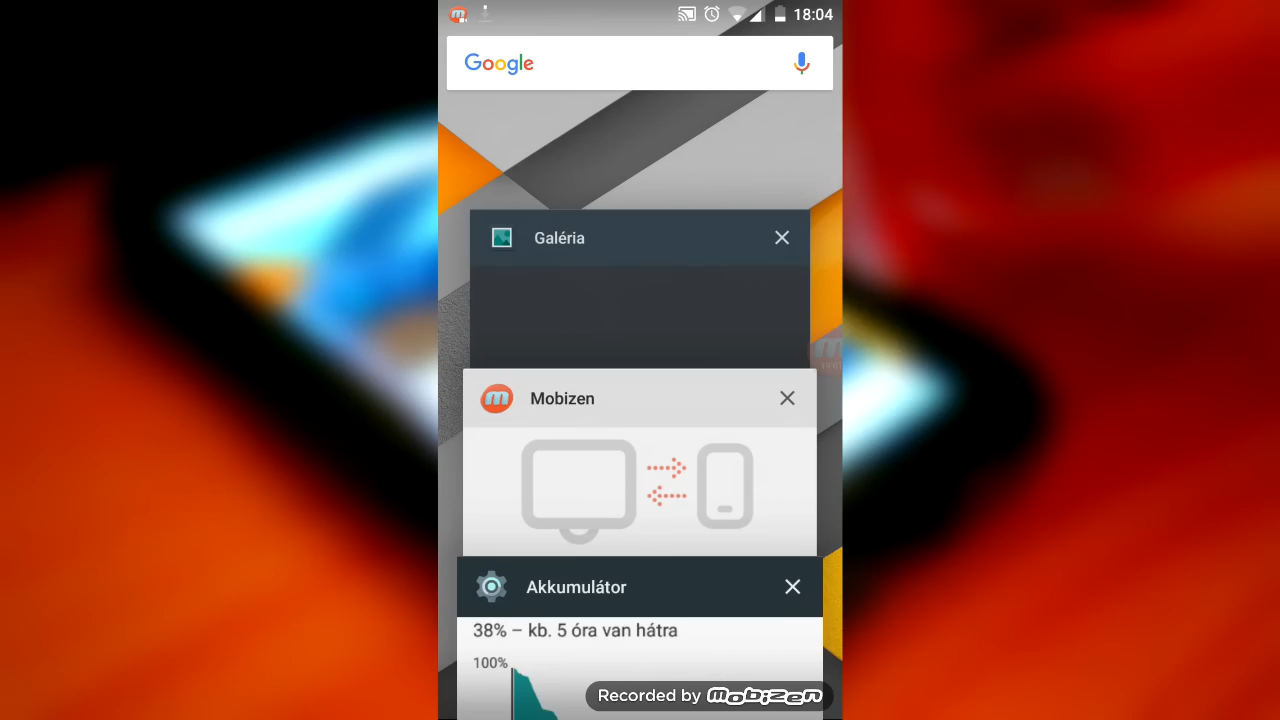 18:04
Google
Galéria
Mobizen
Akkumulátor
38% – kb. 5 óra van hátra
100%
Recorded by mobizen